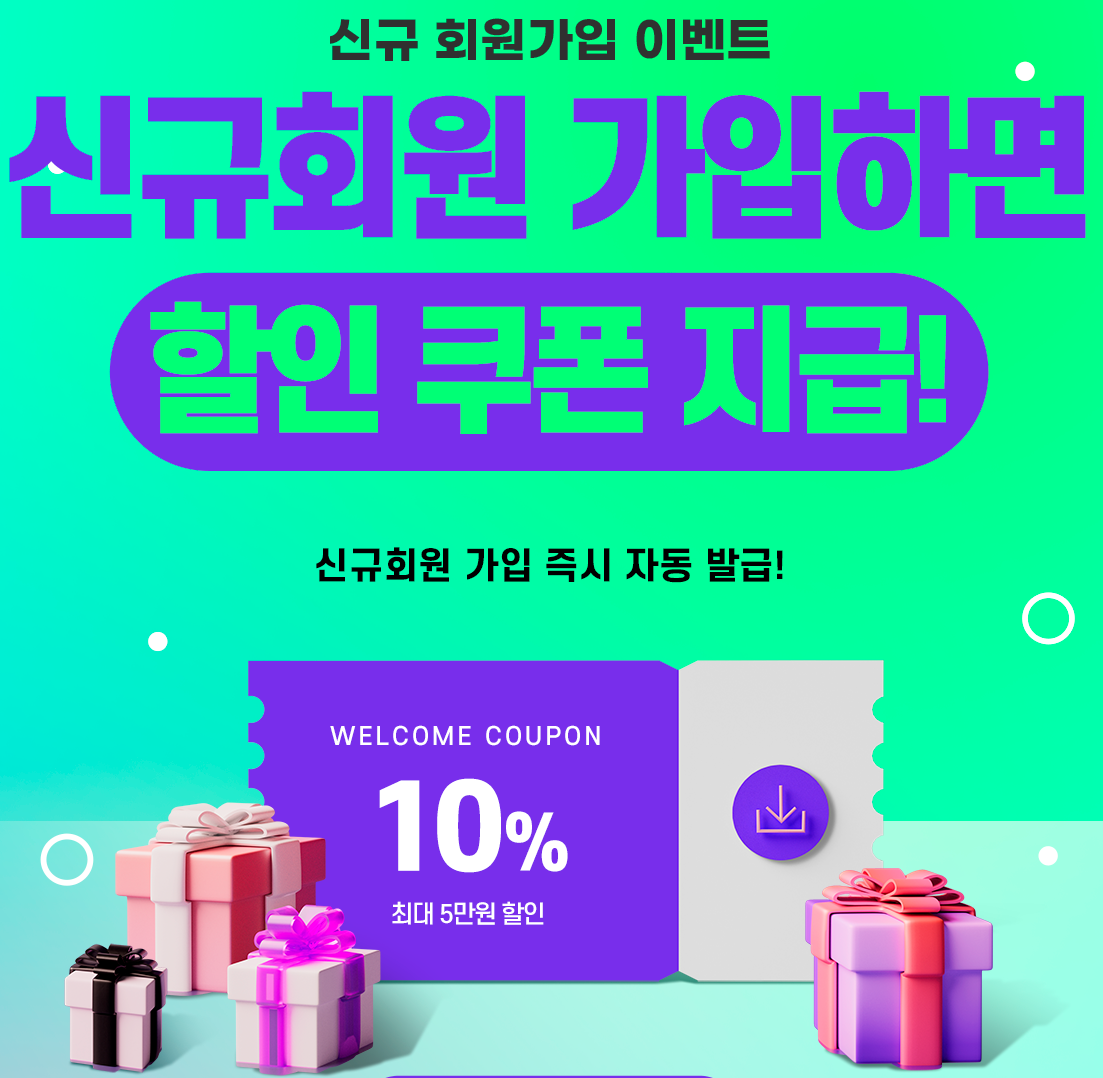 신규 회원가입 이벤트
신규회원 가입하면
할인 쿠폰 지급!
신규회원 가입 즉시 자동 발급!
WELCOME COUPON
10%
최대 5만원 할인